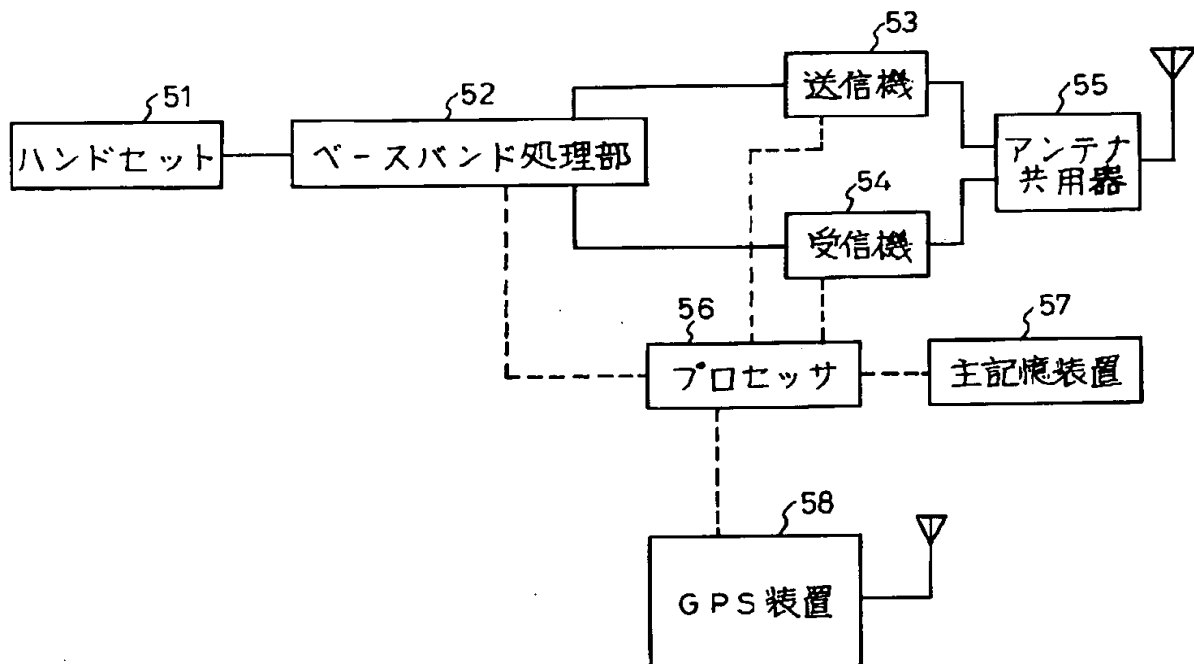 53
送信機
51
ハンドセット
52
ベースバンド処理部
55
アンテナ
共用器
54
受信機
56
プロセッサ
57
主記憶装置
58
GPS装置